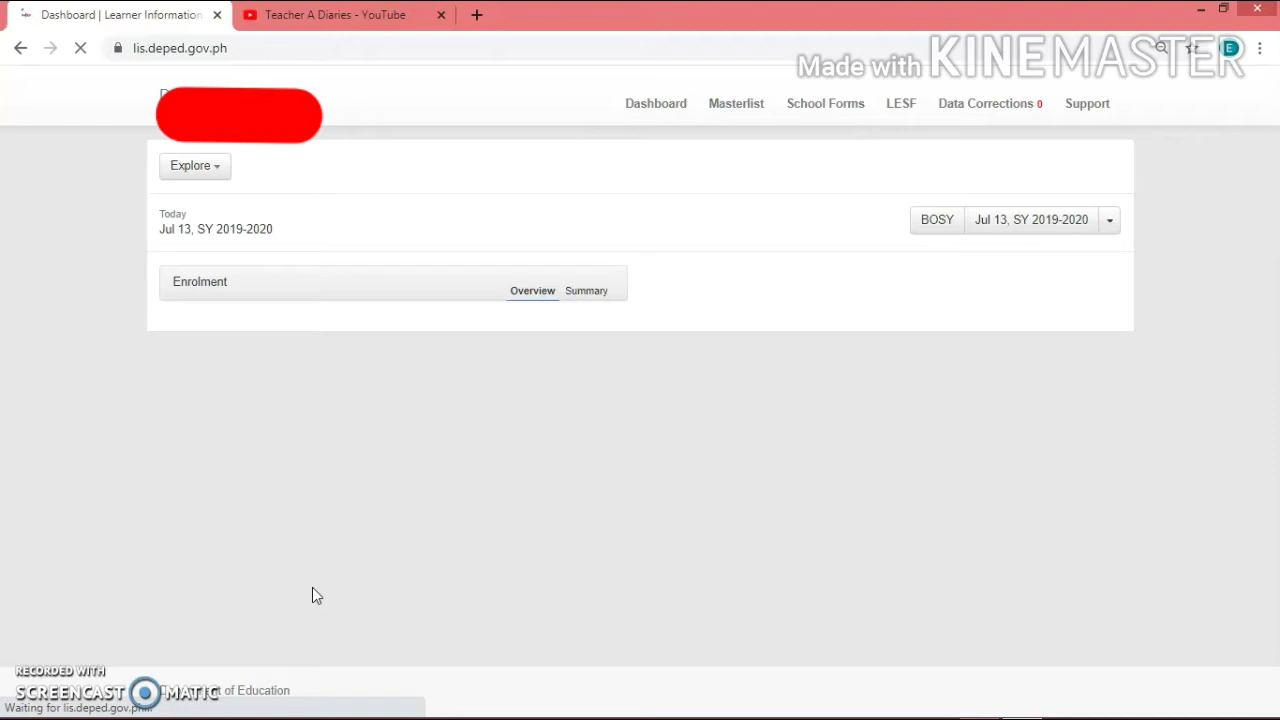 Dashboard | Learner Information
Teacher A Diaries - YouTube
lis.deped.gov.ph
E
Made with KINEMASTER
Dashboard
Masterlist
School Forms
LESF
Data Corrections 0
Support
Explore
Today
Jul 13, SY 2019-2020
BOSY
Jul 13, SY 2019-2020
Enrolment
Overview
Summary
RECORDED WITH
SCREENCAST MATIC
of Education
Waiting for lis.deped.gov.ph...